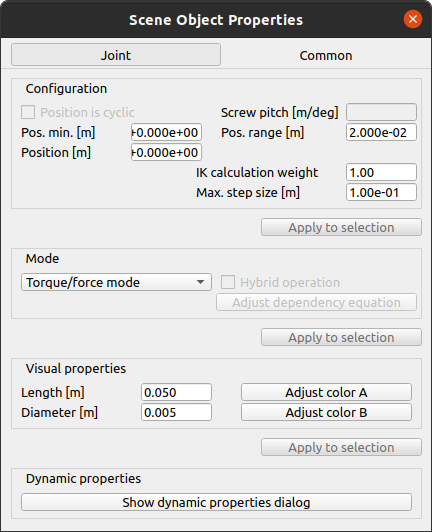 Scene Object Properties
Joint Common
Configuration
Position is cyclic Screw pitch [m/deg]
Pos. min. [m] +0.000e+00 Pos. range [m] 2.000e-02
Position [m] +0.000e+00
IK calculation weight 1.00
Max. step size [m] 1.00e-01
Apply to selection
Mode
Torque/force mode Hybrid operation
Adjust dependency equation
Apply to selection
Visual properties
Length [m] 0.050 Adjust color A
Diameter [m] 0.005 Adjust color B
Apply to selection
Dynamic properties
Show dynamic properties dialog